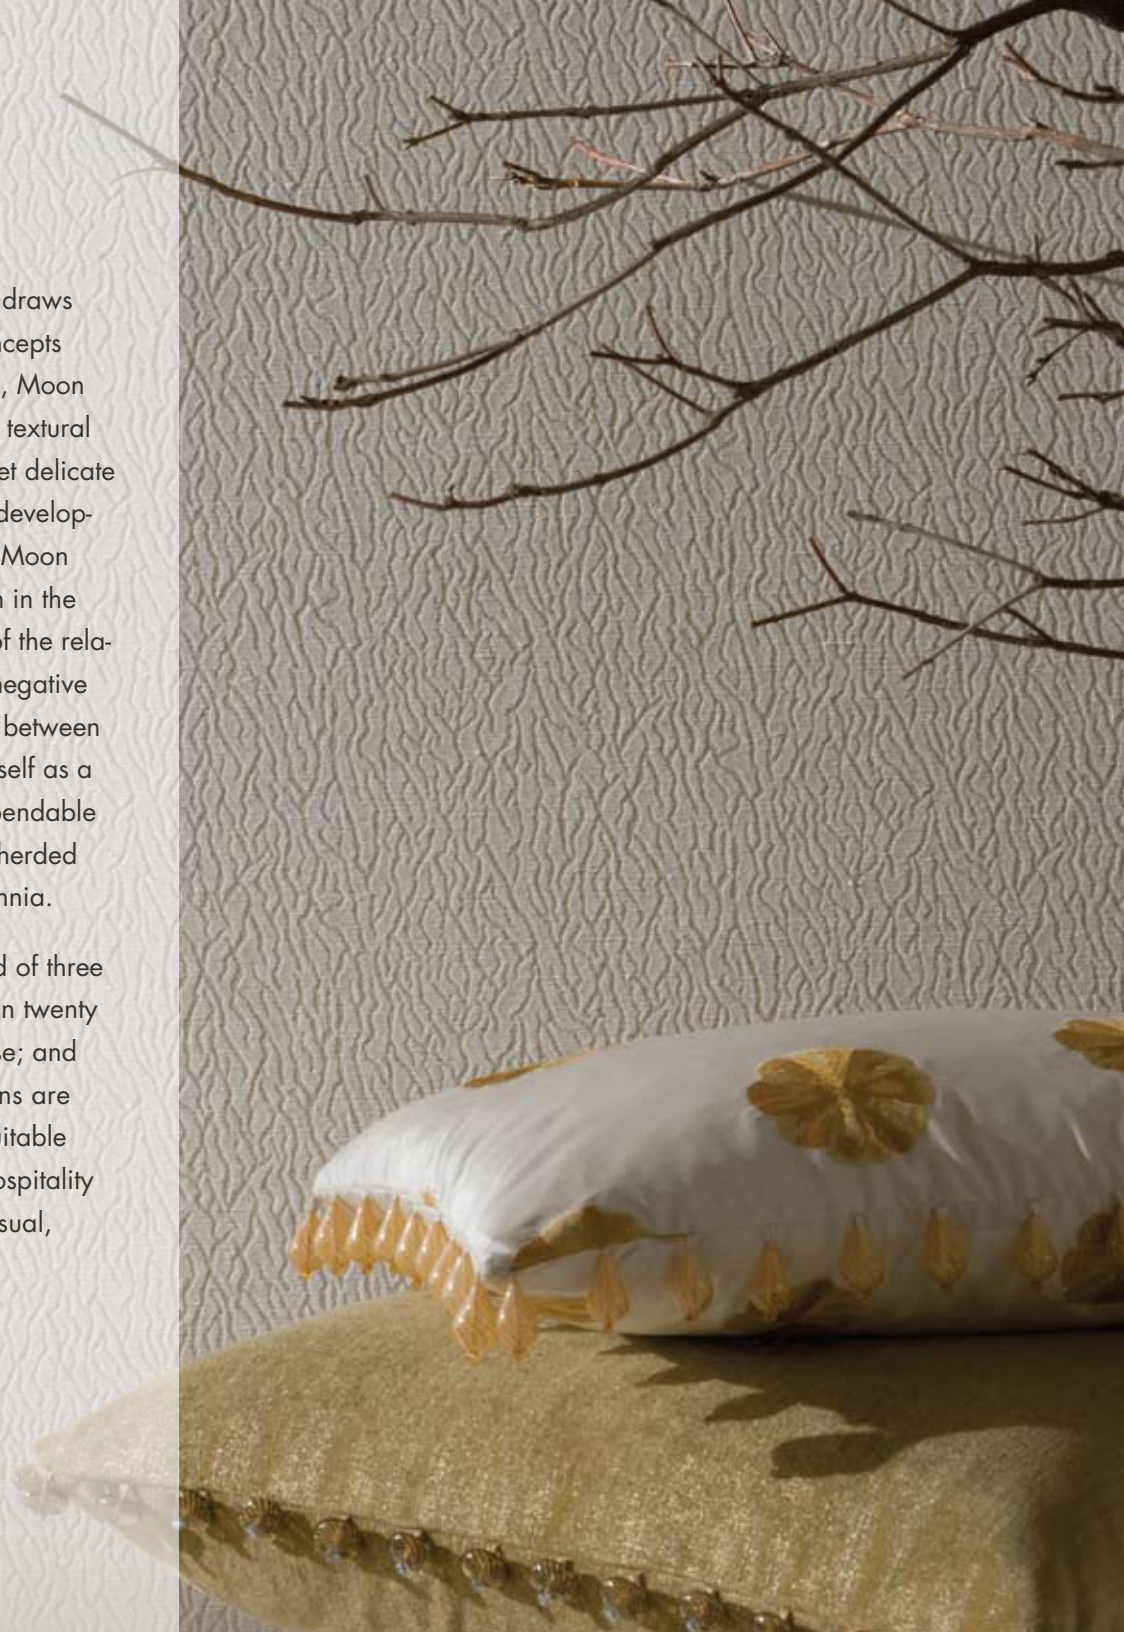 draws
ncepts
, Moon
textural
et delicate
develop-
Moon
n in the
of the rela-
negative
between
self as a
pendable
herded
nnia.
d of three
n twenty
se; and
ns are
uitable
ospitality
sual,